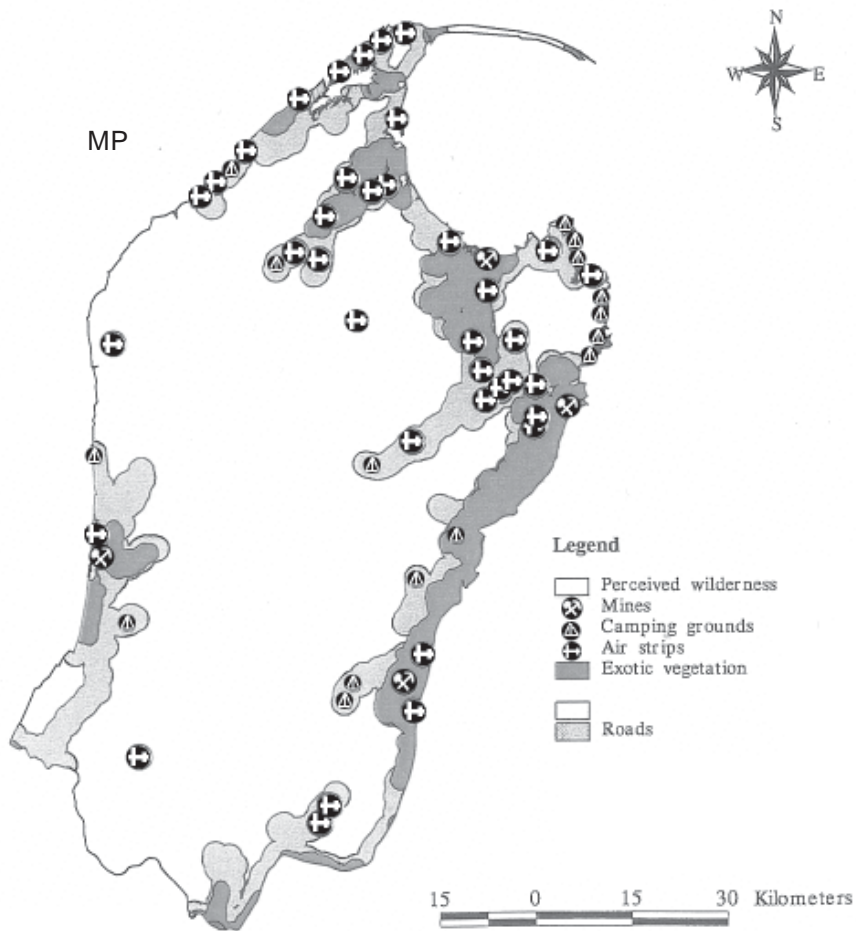 N
W E
S
MP
Legend
Perceived wilderness
Mines
Camping grounds
Air strips
Exotic vegetation
Roads
15 0 15 30 Kilometers